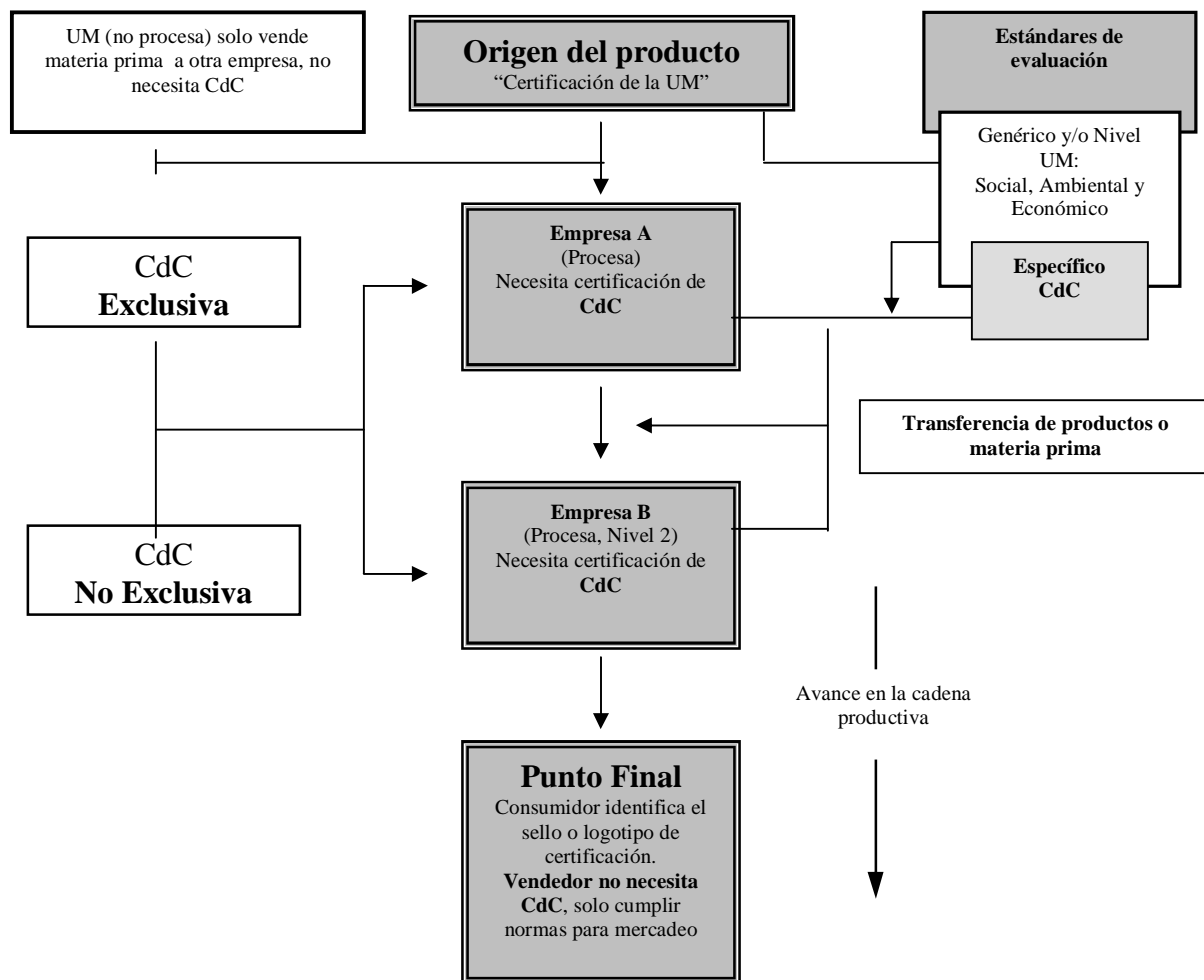 UM (no procesa) solo vende
materia prima a otra empresa, no
necesita CdC
Origen del producto
“Certificación de la UM”
Estándares de
evaluación
Genérico y/o Nivel
UM:
Social, Ambiental y
Económico
Específico
CdC
CdC
Exclusiva
Empresa A
(Procesa)
Necesita certificación de
CdC
Transferencia de productos o
materia prima
CdC
No Exclusiva
Empresa B
(Procesa, Nivel 2)
Necesita certificación de
CdC
Avance en la cadena
productiva
Punto Final
Consumidor identifica el
sello o logotipo de
certificación.
Vendedor no necesita
CdC, solo cumplir
normas para mercadeo